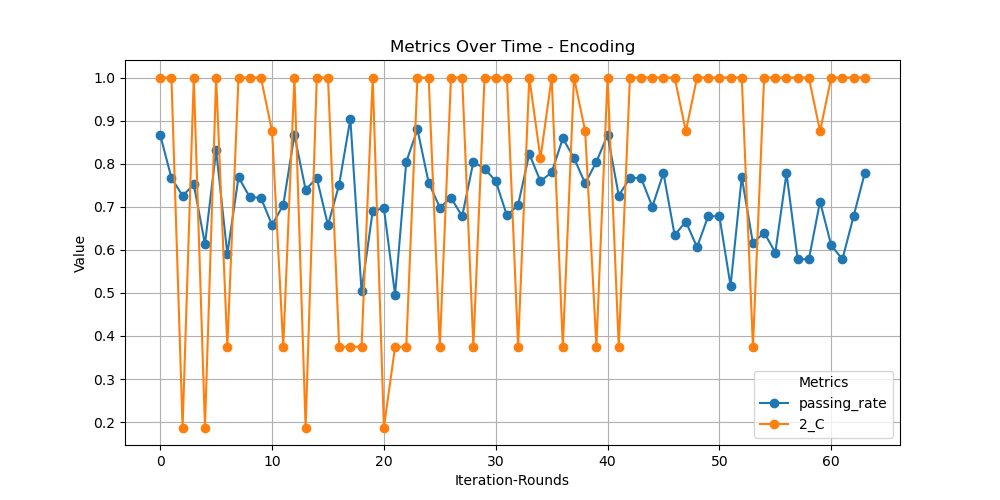 Metrics Over Time - Encoding
1.0
0.9
0.8
0.7
0.6
0.5
0.4
0.3
0.2
Value
0 10 20 30 40 50 60
Iteration-Rounds
Metrics
passing_rate
2_C